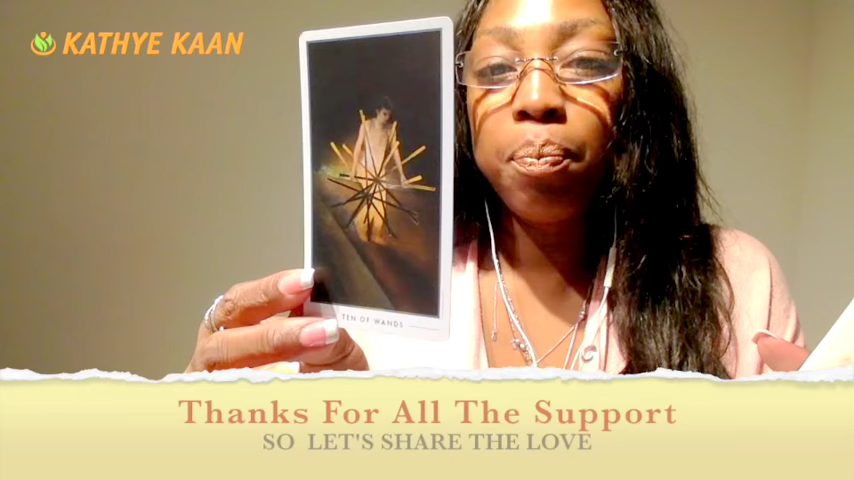 KATHYE KAAN
TEN OF WANDS
Thanks For All The Support
SO LET'S SHARE THE LOVE